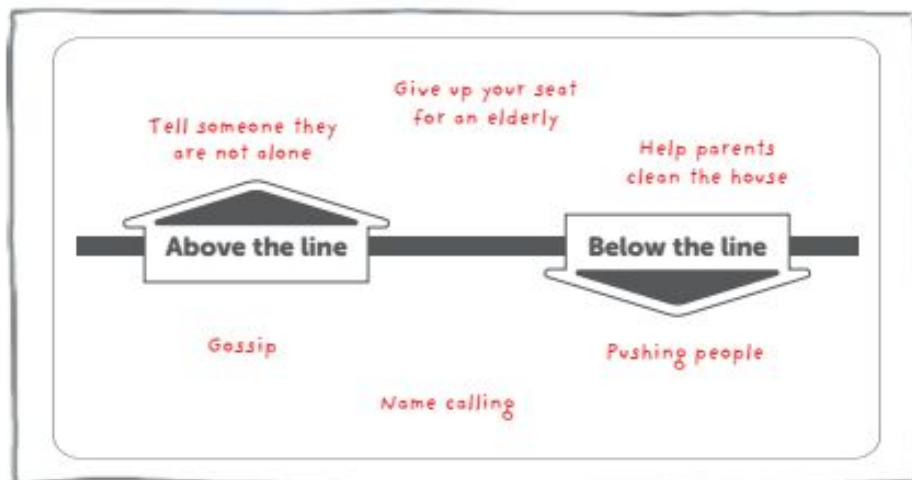 Give up your seat
for an elderly
Tell someone they
are not alone
Help parents
clean the house
Above the line
Below the line
Gossip
Pushing people
Name calling